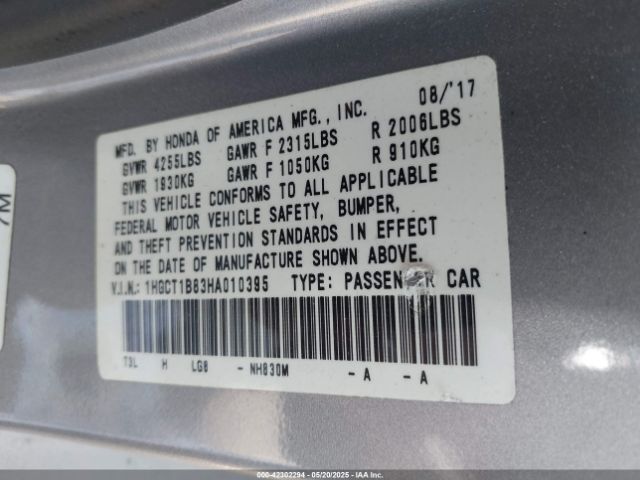 MFD. BY HONDA OF AMERICA MFG., INC. 08/'17
GVWR 4255LBS GAWR F 2315LBS R 2006LBS
GVWR 1930KG GAWR F 1050KG R 910KG
THIS VEHICLE CONFORMS TO ALL APPLICABLE
FEDERAL MOTOR VEHICLE SAFETY, BUMPER,
AND THEFT PREVENTION STANDARDS IN EFFECT
ON THE DATE OF MANUFACTURE SHOWN ABOVE.
V.I.N.: 1HGCT1B83HA010395 TYPE: PASSENGER CAR
T3L H LG8 - NH830M - A - A
000-42302294 - 05/20/2025 - IAA Inc.